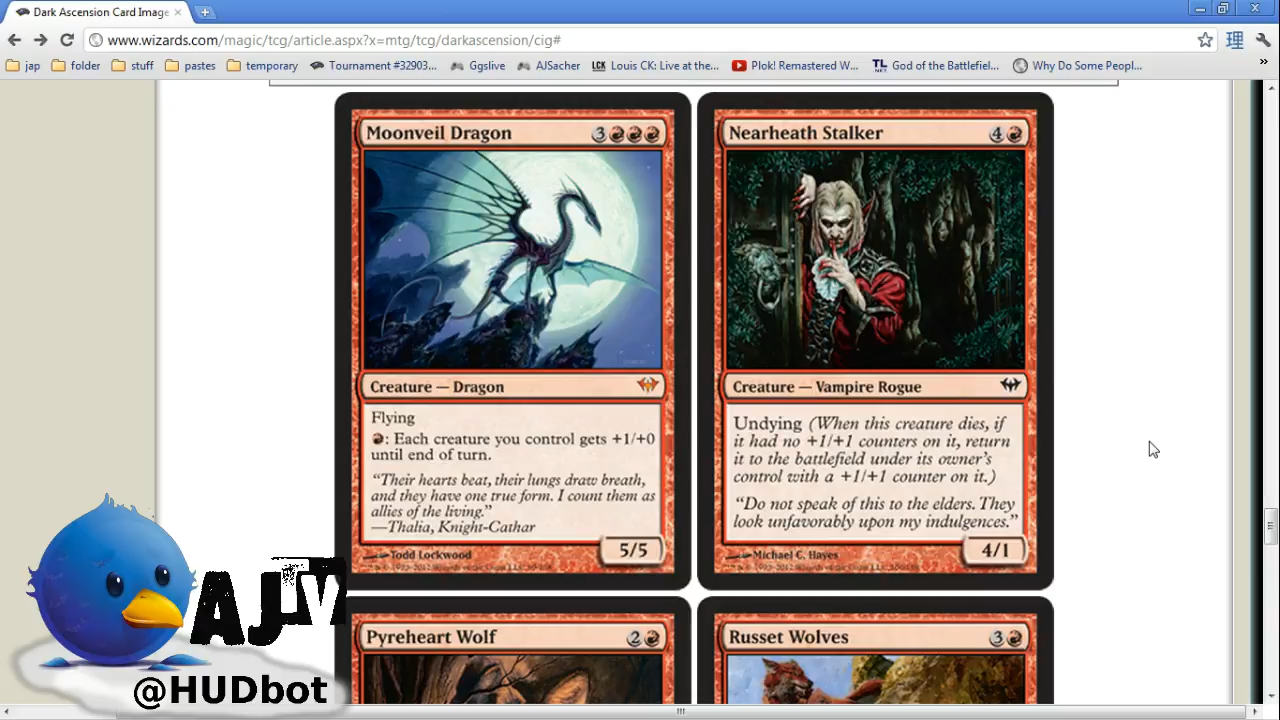 Dark Ascension Card Image
www.wizards.com/magic/tcg/article.aspx?x=mtg/tcg/darkascension/cig#
jap folder stuff pastes temporary Tournament #32903... Ggslive AJSacher LCK Louis CK: Live at the... Plok! Remastered W... TL God of the Battlefiel... Why Do Some Peopl... »
Moonveil Dragon 3
Creature — Dragon
Flying
: Each creature you control gets +1/+0
until end of turn.
“Their hearts beat, their lungs draw breath,
and they have one true form. I count them as
allies of the living.”
—Thalia, Knight-Cathar
5/5
Todd Lockwood
Nearheath Stalker 4
Creature — Vampire Rogue
Undying (When this creature dies, if
it had no +1/+1 counters on it, return
it to the battlefield under its owner's
control with a +1/+1 counter on it.)
“Do not speak of this to the elders. They
look unfavorably upon my indulgences.”
4/1
Michael C. Hayes
Pyreheart Wolf 2
Russet Wolves 3
AJTV
@HUDbot